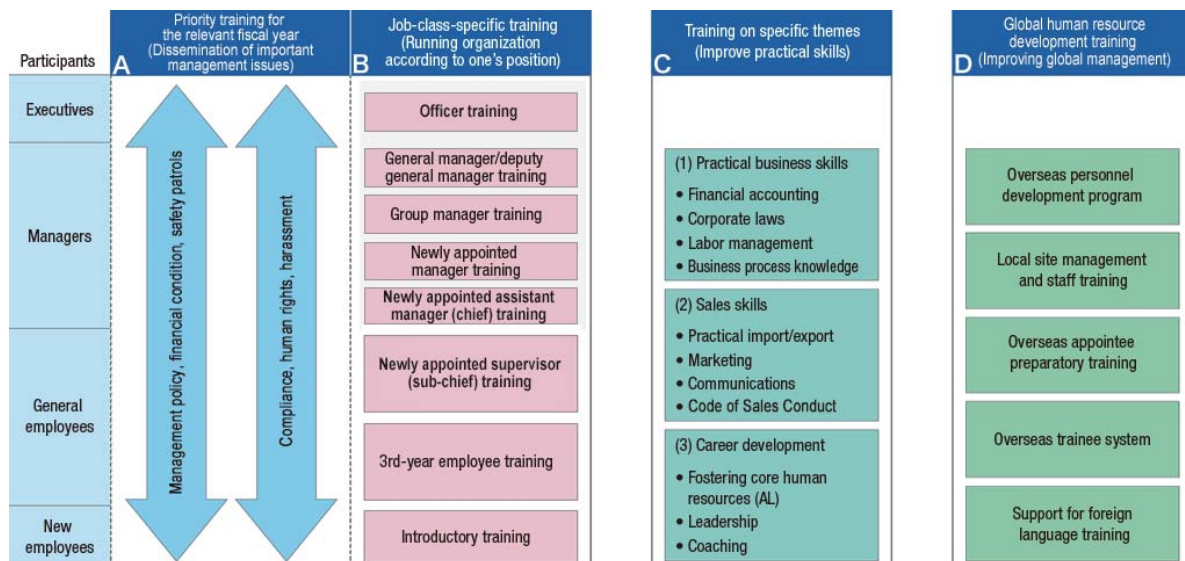 Participants
A
Priority training for
the relevant fiscal year
(Dissemination of important
management issues)
B
Job-class-specific training
(Running organization
according to one's position)
C
Training on specific themes
(Improve practical skills)
D
Global human resource
development training
(Improving global management)
Executives
Managers
General
employees
New
employees
Management policy, financial condition, safety patrols
Compliance, human rights, harassment
Officer training
General manager/deputy
general manager training
Group manager training
Newly appointed
manager training
Newly appointed assistant
manager (chief) training
Newly appointed supervisor
(sub-chief) training
3rd-year employee training
Introductory training
(1) Practical business skills
• Financial accounting
• Corporate laws
• Labor management
• Business process knowledge
(2) Sales skills
• Practical import/export
• Marketing
• Communications
• Code of Sales Conduct
(3) Career development
• Fostering core human
resources (AL)
• Leadership
• Coaching
Overseas personnel
development program
Local site management
and staff training
Overseas appointee
preparatory training
Overseas trainee system
Support for foreign
language training